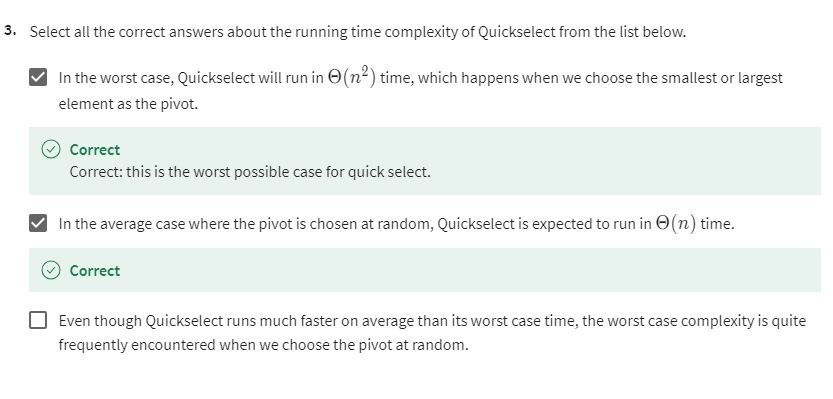 3. Select all the correct answers about the running time complexity of Quickselect from the list below.
In the worst case, Quickselect will run in Θ(n²) time, which happens when we choose the smallest or largest
element as the pivot.
Correct
Correct: this is the worst possible case for quick select.
In the average case where the pivot is chosen at random, Quickselect is expected to run in Θ(n) time.
Correct
Even though Quickselect runs much faster on average than its worst case time, the worst case complexity is quite
frequently encountered when we choose the pivot at random.